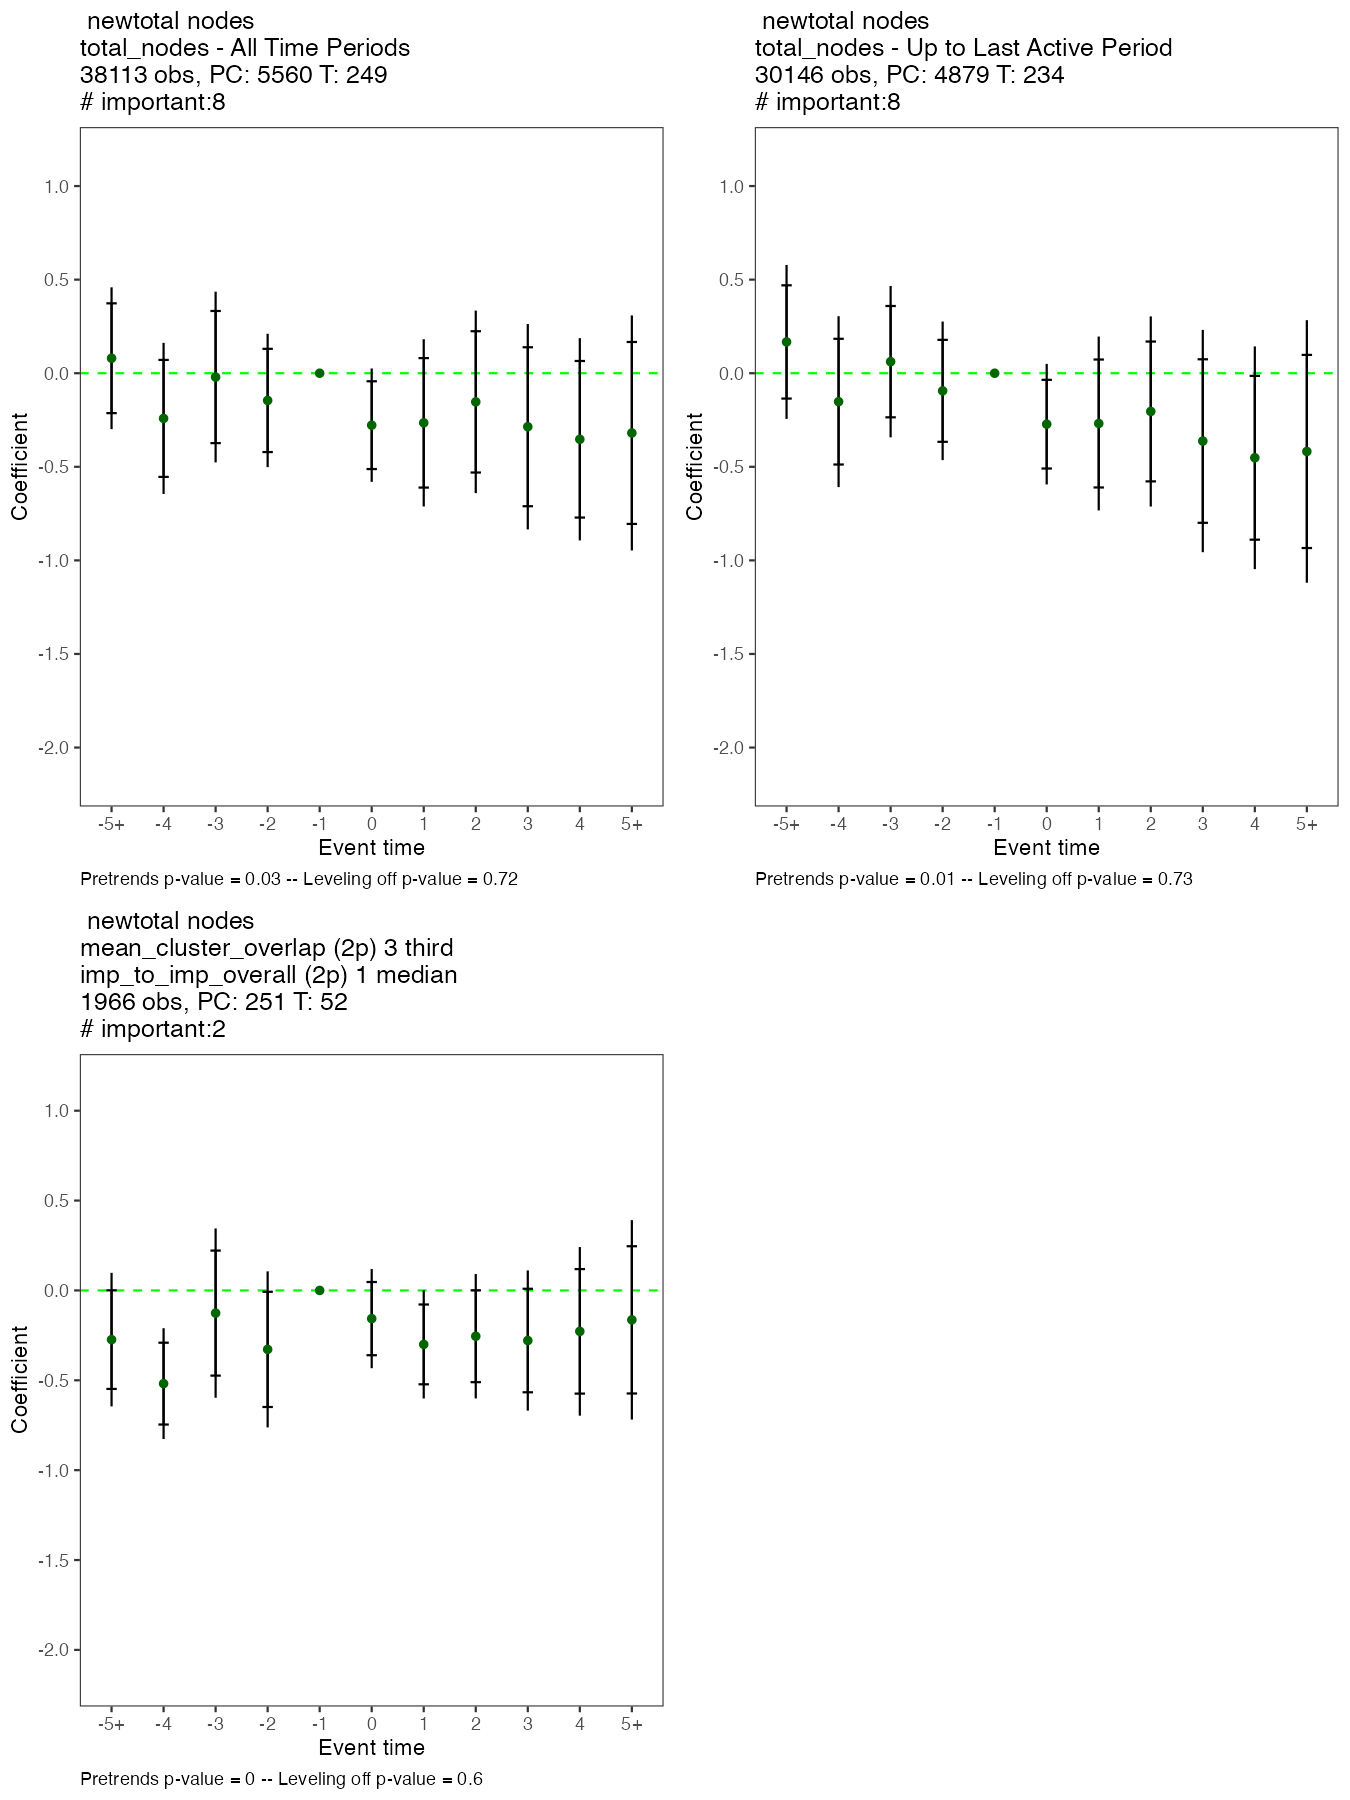 newtotal nodes
total_nodes - All Time Periods
38113 obs, PC: 5560 T: 249
# important:8
Coefficient
1.0
0.5
0.0
-0.5
-1.0
-1.5
-2.0
-5+ -4 -3 -2 -1 0 1 2 3 4 5+
Event time
Pretrends p-value = 0.03 -- Leveling off p-value = 0.72
newtotal nodes
total_nodes - Up to Last Active Period
30146 obs, PC: 4879 T: 234
# important:8
Coefficient
1.0
0.5
0.0
-0.5
-1.0
-1.5
-2.0
-5+ -4 -3 -2 -1 0 1 2 3 4 5+
Event time
Pretrends p-value = 0.01 -- Leveling off p-value = 0.73
newtotal nodes
mean_cluster_overlap (2p) 3 third
imp_to_imp_overall (2p) 1 median
1966 obs, PC: 251 T: 52
# important:2
Coefficient
1.0
0.5
0.0
-0.5
-1.0
-1.5
-2.0
-5+ -4 -3 -2 -1 0 1 2 3 4 5+
Event time
Pretrends p-value = 0 -- Leveling off p-value = 0.6